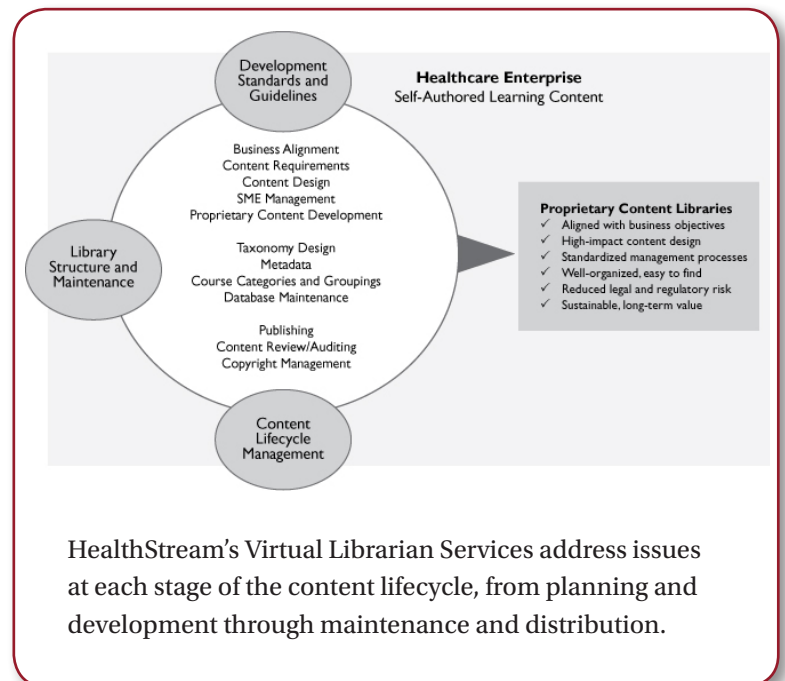 Development
Standards and
Guidelines
Healthcare Enterprise
Self-Authored Learning Content
Business Alignment
Content Requirements
Content Design
SME Management
Proprietary Content Development
Library
Structure and
Maintenance
Taxonomy Design
Metadata
Course Categories and Groupings
Database Maintenance
Publishing
Content Review/Auditing
Copyright Management
Content
Lifecycle
Management
Proprietary Content Libraries
✓ Aligned with business objectives
✓ High-impact content design
✓ Standardized management processes
✓ Well-organized, easy to find
✓ Reduced legal and regulatory risk
✓ Sustainable, long-term value
HealthStream’s Virtual Librarian Services address issues
at each stage of the content lifecycle, from planning and
development through maintenance and distribution.